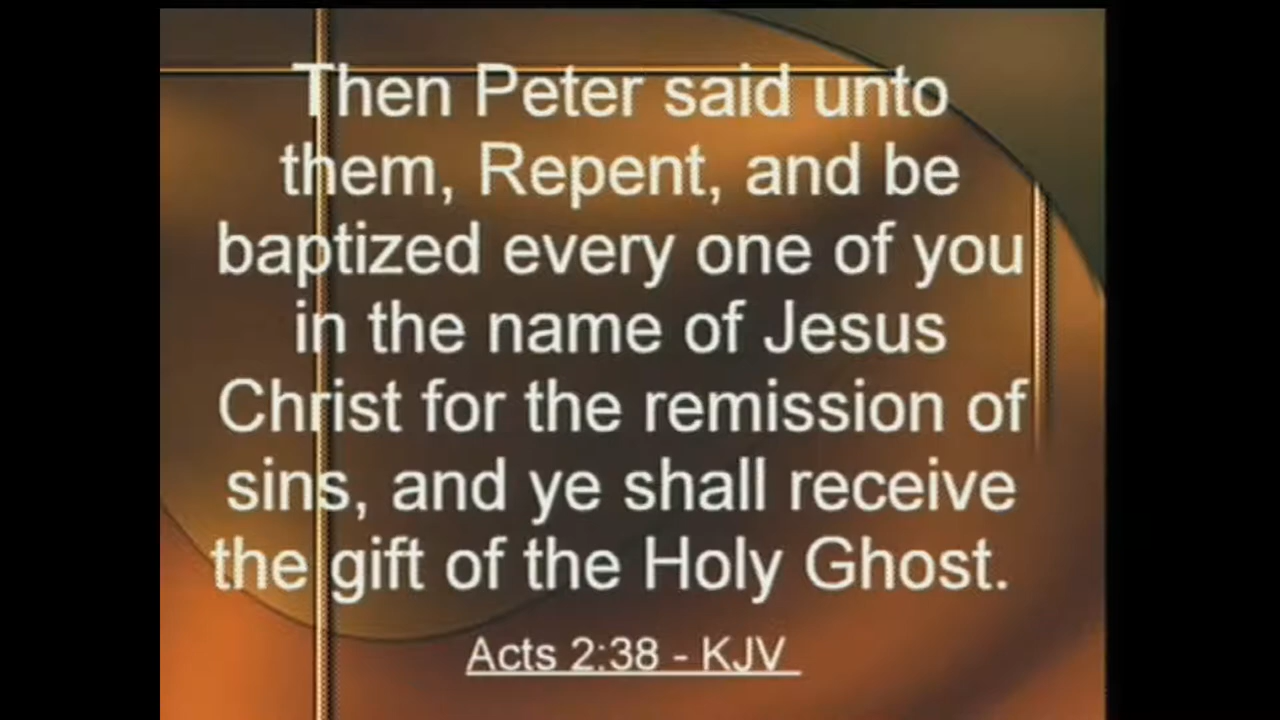 Then Peter said unto
them, Repent, and be
baptized every one of you
in the name of Jesus
Christ for the remission of
sins, and ye shall receive
the gift of the Holy Ghost.
Acts 2:38 - KJV